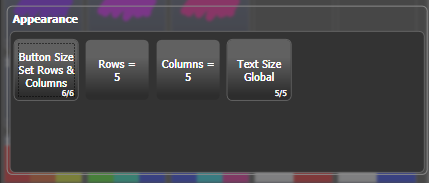 Appearance
Button Size
Set Rows &
Columns
6/6
Rows =
5
Columns =
5
Text Size
Global
5/5